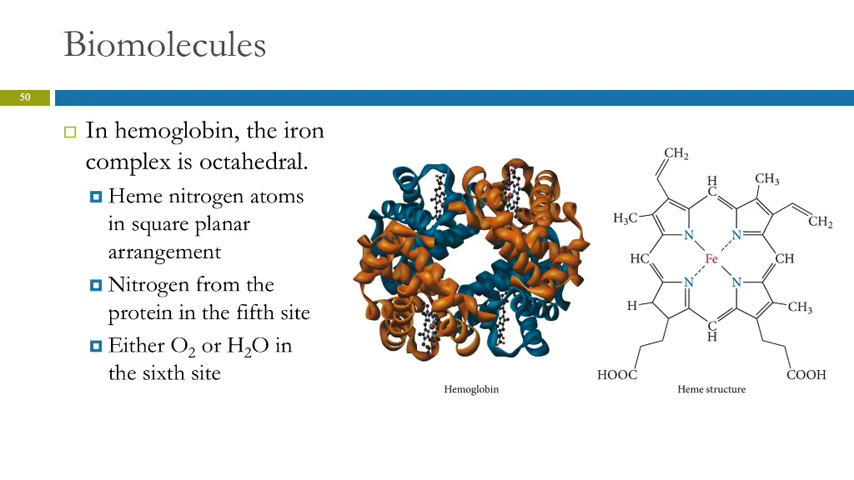 Biomolecules
50
In hemoglobin, the iron
complex is octahedral.
Heme nitrogen atoms
in square planar
arrangement
Nitrogen from the
protein in the fifth site
Either O₂ or H₂O in
the sixth site
Hemoglobin
CH₂
H
C
CH₃
H₃C
N
N
CH₂
HC
Fe
CH
N
N
H
CH₃
C
H
HOOC
COOH
Heme structure